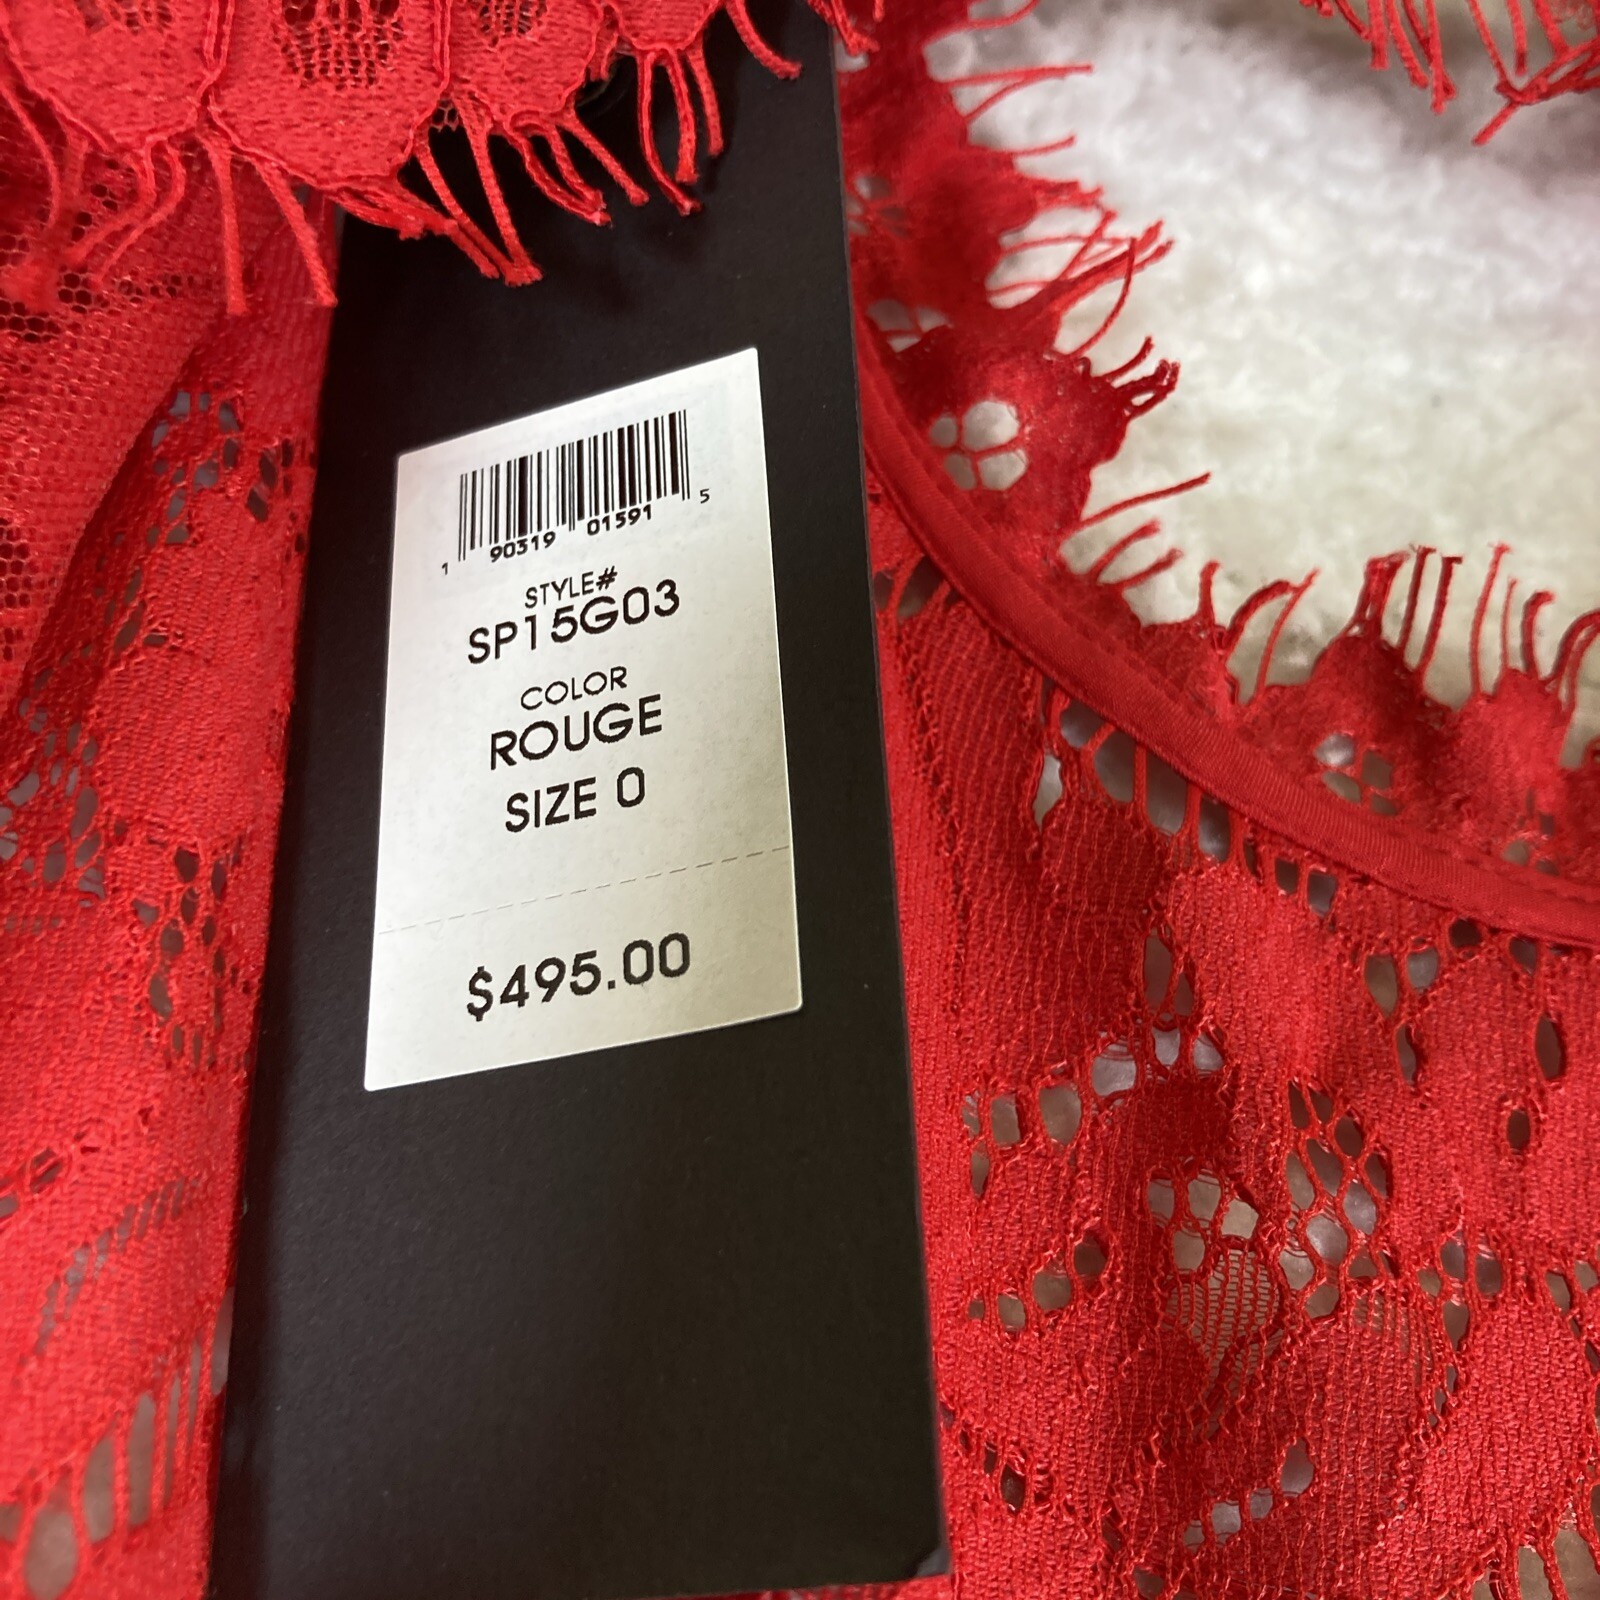 1 90319 01591 5
STYLE#
SP15G03
COLOR
ROUGE
SIZE 0
$495.00